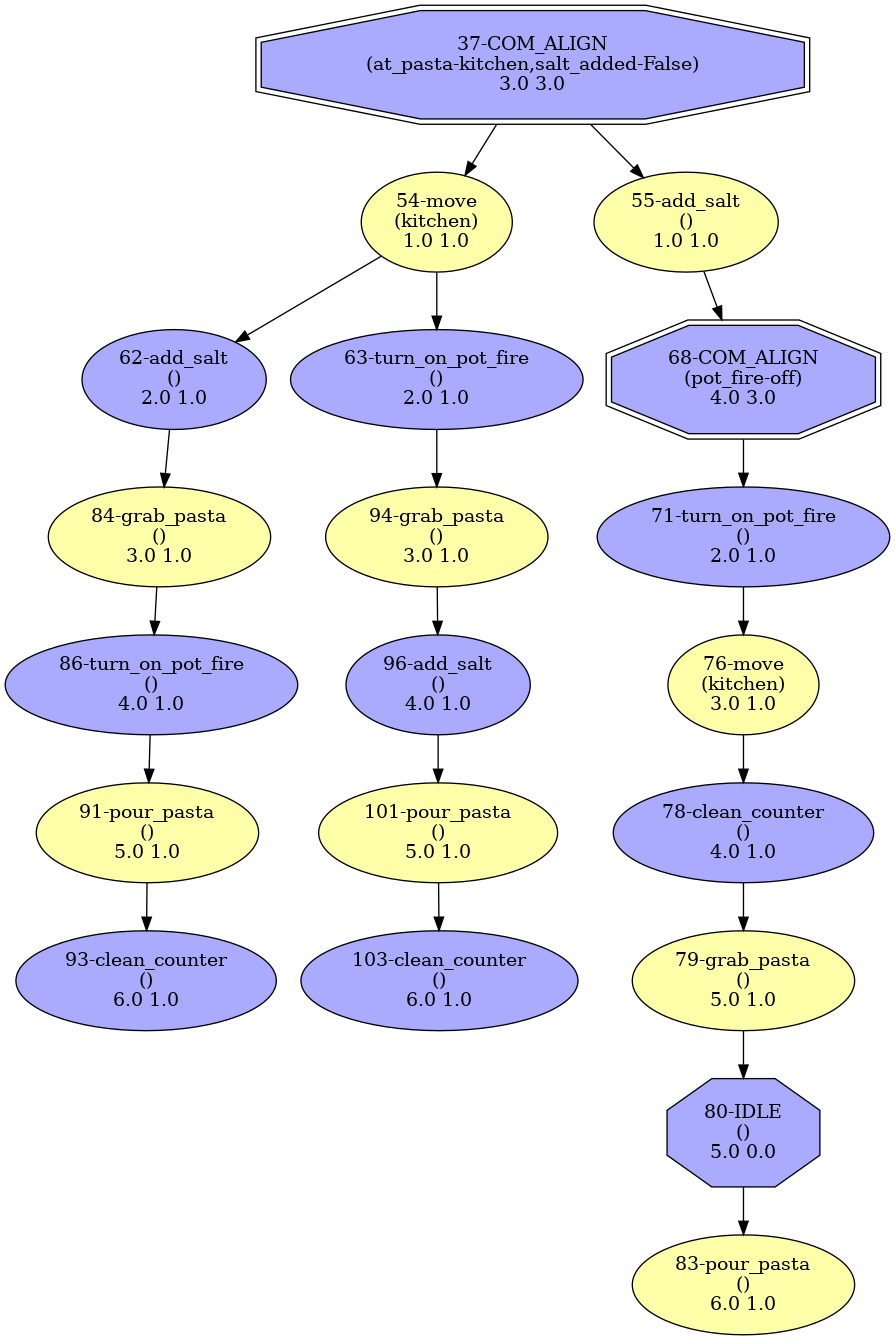 37-COM_ALIGN
(at_pasta-kitchen,salt_added-False)
3.0 3.0
54-move
(kitchen)
1.0 1.0
55-add_salt
()
1.0 1.0
62-add_salt
()
2.0 1.0
63-turn_on_pot_fire
()
2.0 1.0
68-COM_ALIGN
(pot_fire-off)
4.0 3.0
84-grab_pasta
()
3.0 1.0
94-grab_pasta
()
3.0 1.0
71-turn_on_pot_fire
()
2.0 1.0
86-turn_on_pot_fire
()
4.0 1.0
96-add_salt
()
4.0 1.0
76-move
(kitchen)
3.0 1.0
91-pour_pasta
()
5.0 1.0
101-pour_pasta
()
5.0 1.0
78-clean_counter
()
4.0 1.0
93-clean_counter
()
6.0 1.0
103-clean_counter
()
6.0 1.0
79-grab_pasta
()
5.0 1.0
80-IDLE
()
5.0 0.0
83-pour_pasta
()
6.0 1.0